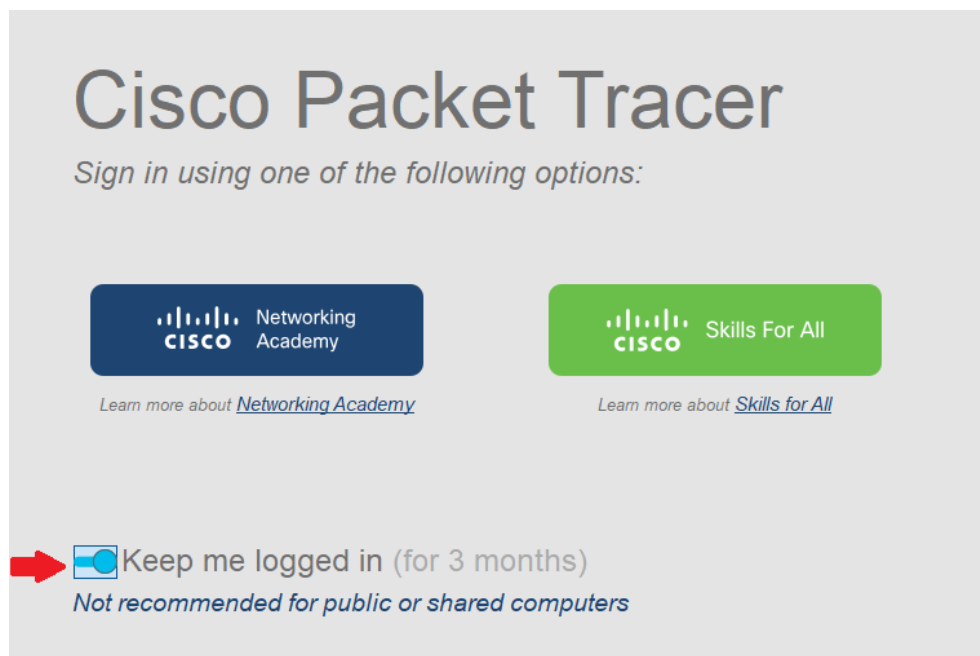 Cisco Packet Tracer
Sign in using one of the following options:
CISCO
Networking
Academy
CISCO
Skills For All
Learn more about Networking Academy
Learn more about Skills for All
Keep me logged in (for 3 months)
Not recommended for public or shared computers